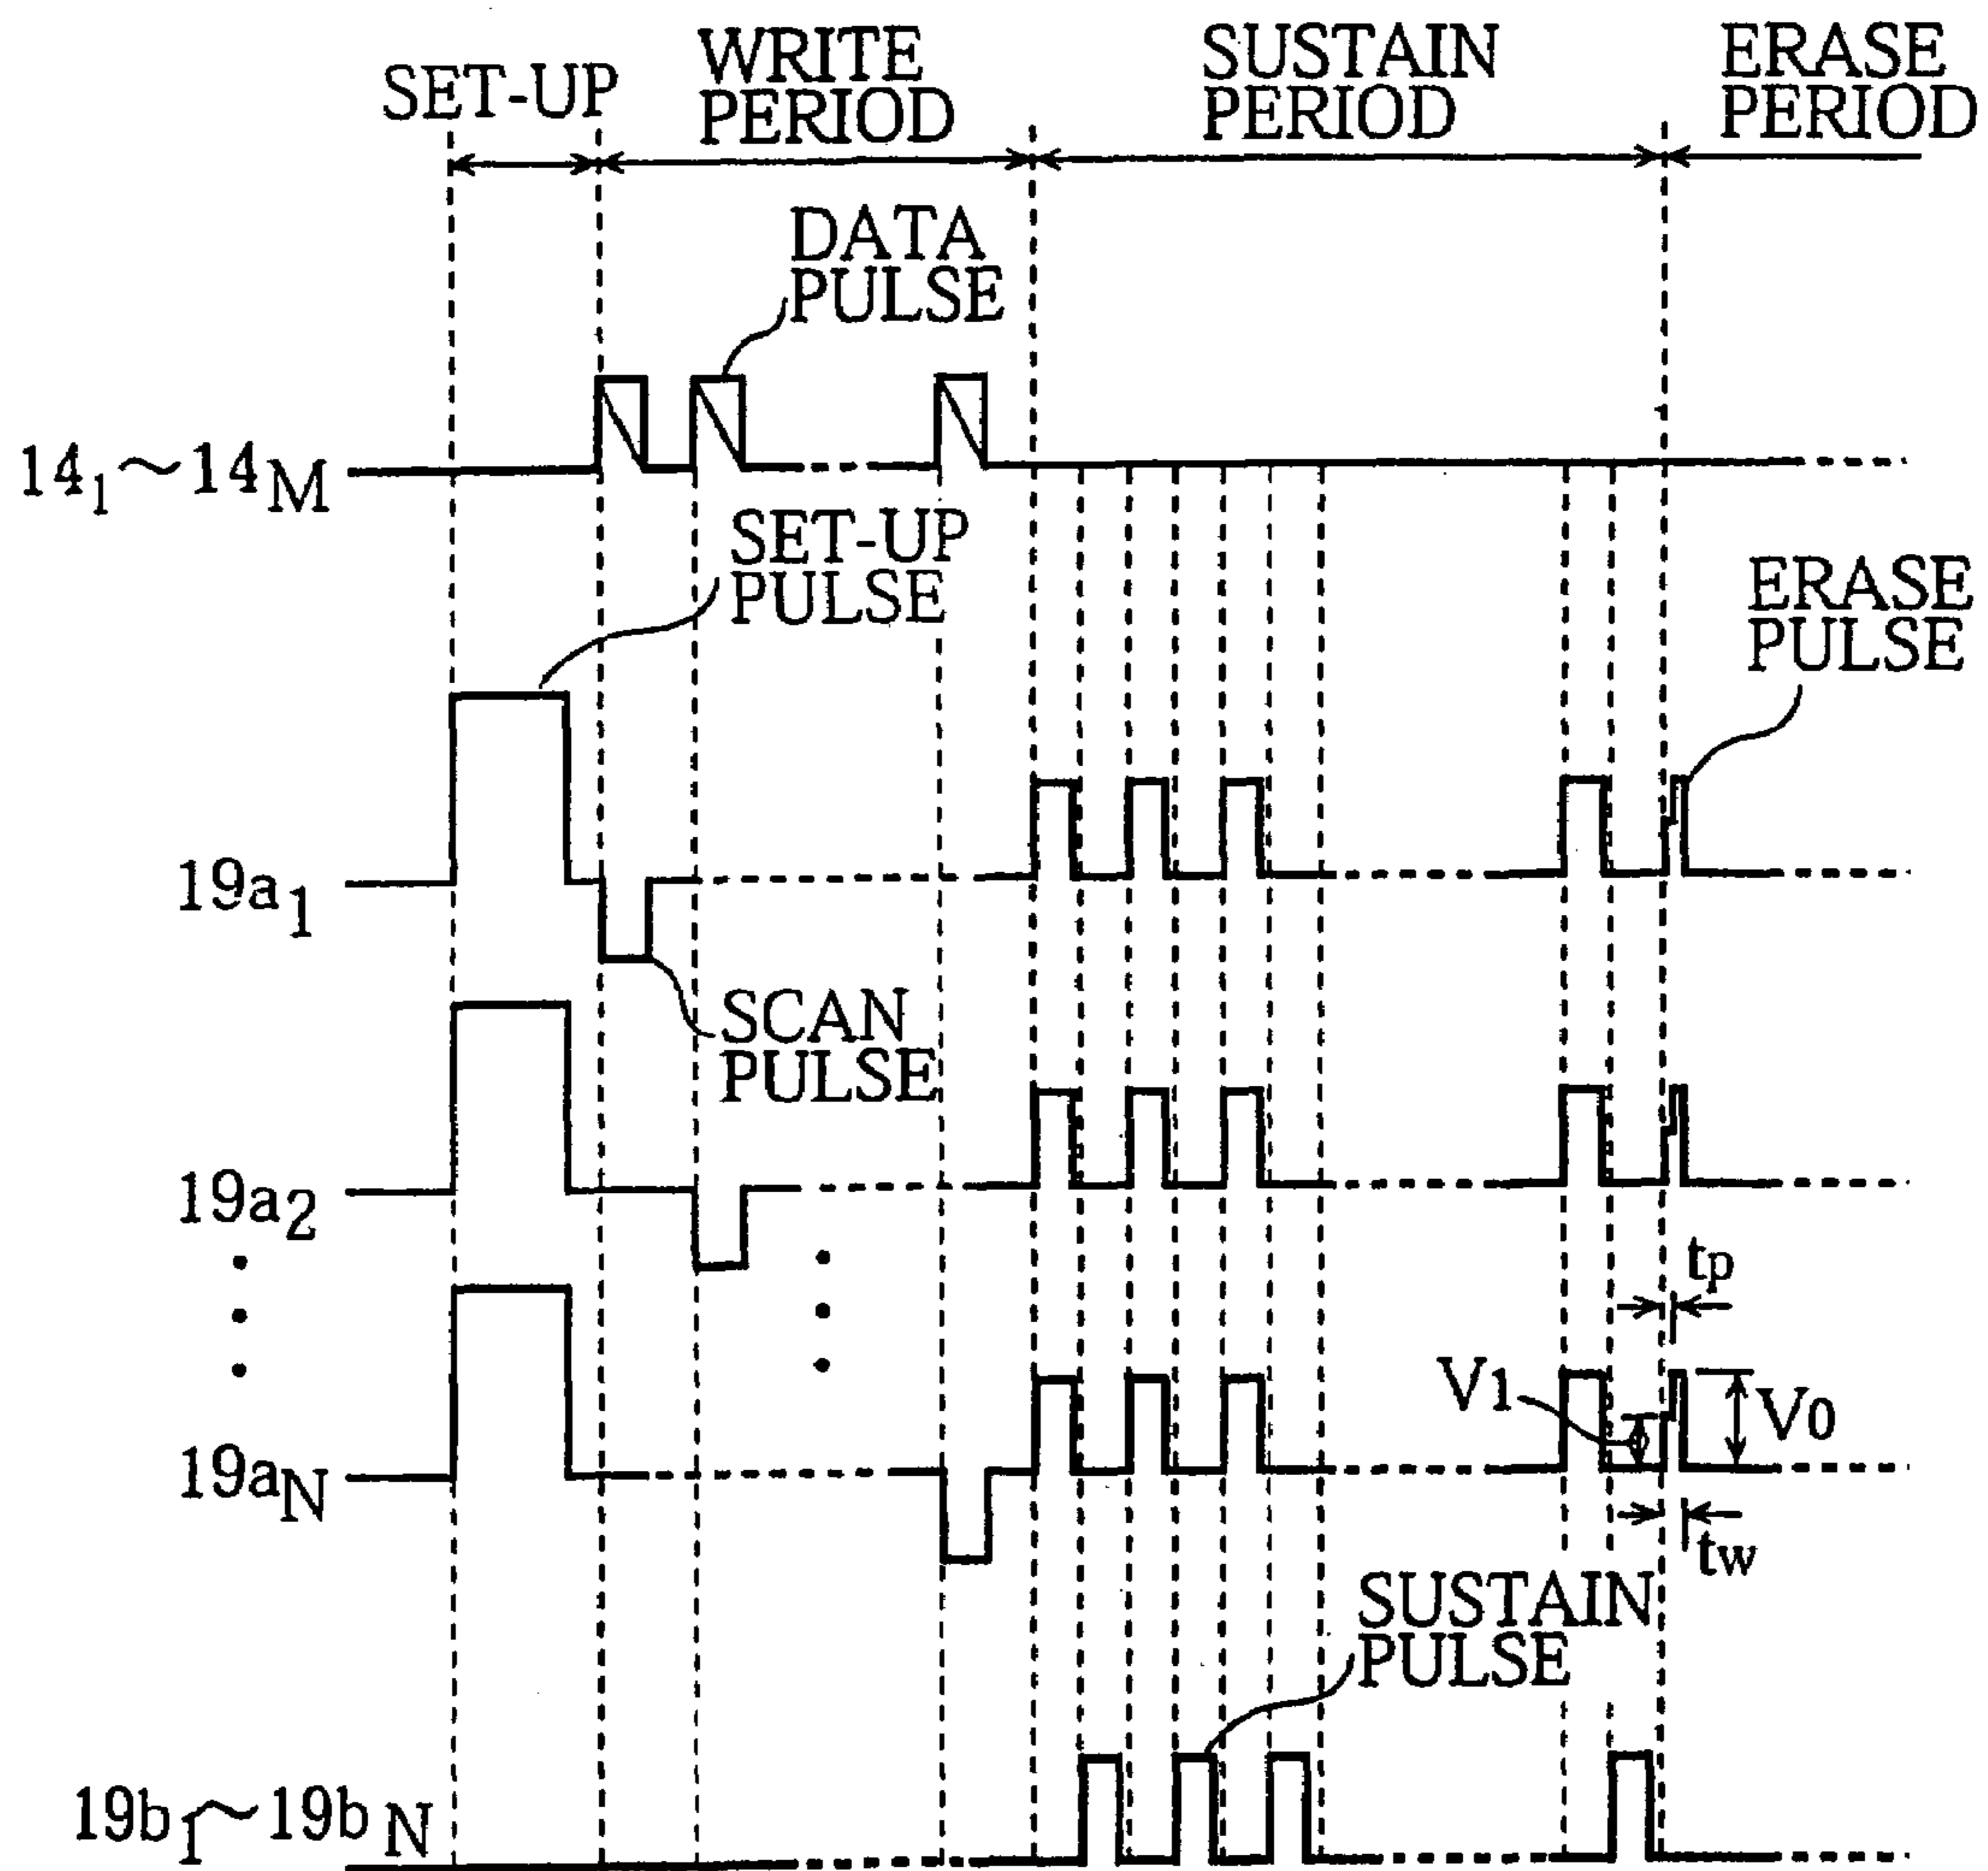 SET-UP
WRITE
PERIOD
SUSTAIN
PERIOD
ERASE
PERIOD
DATA
PULSE
14₁~14M
SET-UP
PULSE
ERASE
PULSE
19a₁
SCAN
PULSE
19a₂
tp
V1
V0
19aN
tw
SUSTAIN
PULSE
19b₁~19bN